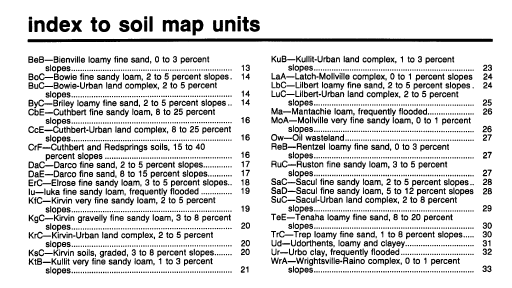 index to soil map units
BeB—Bienville loamy fine sand, 0 to 3 percent
slopes.................................................................. 13
BoC—Bowie fine sandy loam, 2 to 5 percent slopes. 14
BuC—Bowie-Urban land complex, 2 to 5 percent
slopes.................................................................. 14
ByC—Briley loamy fine sand, 2 to 5 percent slopes .. 14
CbE—Cuthbert fine sandy loam, 8 to 25 percent
slopes.................................................................. 16
CcE—Cuthbert-Urban land complex, 8 to 25 percent
slopes.................................................................. 16
CrF—Cuthbert and Redsprings soils, 15 to 40
percent slopes ..................................................... 16
DaC—Darco fine sand, 2 to 5 percent slopes............ 17
DaE—Darco fine sand, 8 to 15 percent slopes.......... 17
ErC—Elrose fine sandy loam, 3 to 5 percent slopes.. 18
Iu—Iuka fine sandy loam, frequently flooded ............. 19
KfC—Kirvin very fine sandy loam, 2 to 5 percent
slopes.................................................................. 19
KgC—Kirvin gravelly fine sandy loam, 3 to 8 percent
slopes.................................................................. 20
KrC—Kirvin-Urban land complex, 2 to 5 percent
slopes.................................................................. 20
KsC—Kirvin soils, graded, 3 to 8 percent slopes........ 20
KtB—Kullit very fine sandy loam, 1 to 3 percent
slopes.................................................................. 21
KuB—Kullit-Urban land complex, 1 to 3 percent
slopes.................................................................. 23
LaA—Latch-Mollville complex, 0 to 1 percent slopes 24
LbC—Lilbert loamy fine sand, 2 to 5 percent slopes. 24
LuC—Lilbert-Urban land complex, 2 to 5 percent
slopes.................................................................. 25
Ma—Mantachie loam, frequently flooded................... 26
MoA—Mollville very fine sandy loam, 0 to 1 percent
slopes.................................................................. 26
Ow—Oil wasteland.................................................. 27
ReB—Rentzel loamy fine sand, 0 to 3 percent
slopes.................................................................. 27
RuC—Ruston fine sandy loam, 3 to 5 percent
slopes.................................................................. 27
SaC—Sacul fine sandy loam, 2 to 5 percent slopes.. 28
SaD—Sacul fine sandy loam, 5 to 12 percent slopes 28
SuC—Sacul-Urban land complex, 2 to 8 percent
slopes.................................................................. 29
TeE—Tenaha loamy fine sand, 8 to 20 percent
slopes.................................................................. 30
TrC—Trep loamy fine sand, 1 to 8 percent slopes..... 30
Ud—Udorthents, loamy and clayey........................... 31
Ur—Urbo clay, frequently flooded............................. 32
WrA—Wrightsville-Raino complex, 0 to 1 percent
slopes.................................................................. 33